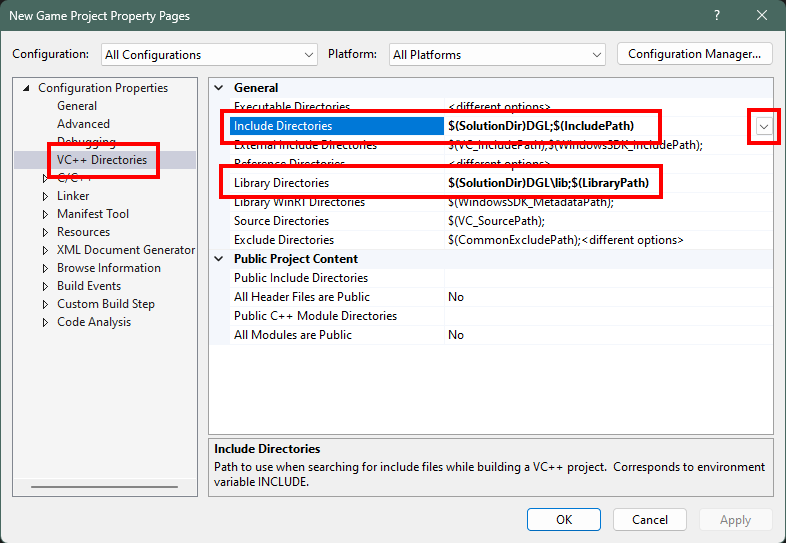 New Game Project Property Pages
?
Configuration:
All Configurations
Platform:
All Platforms
Configuration Manager...
Configuration Properties
General
Advanced
Debugging
VC++ Directories
C/C++
Linker
Manifest Tool
Resources
XML Document Generator
Browse Information
Build Events
Custom Build Step
Code Analysis
General
Executable Directories <different options>
Include Directories $(SolutionDir)DGL;$(IncludePath)
External Include Directories $(VC_IncludePath);$(WindowsSDK_IncludePath);
Reference Directories <different options>
Library Directories $(SolutionDir)DGL\lib;$(LibraryPath)
Library WinRT Directories $(WindowsSDK_MetadataPath);
Source Directories $(VC_SourcePath);
Exclude Directories $(CommonExcludePath);<different options>
Public Project Content
Public Include Directories
All Header Files are Public No
Public C++ Module Directories
All Modules are Public No
Include Directories
Path to use when searching for include files while building a VC++ project. Corresponds to environment
variable INCLUDE.
OK
Cancel
Apply